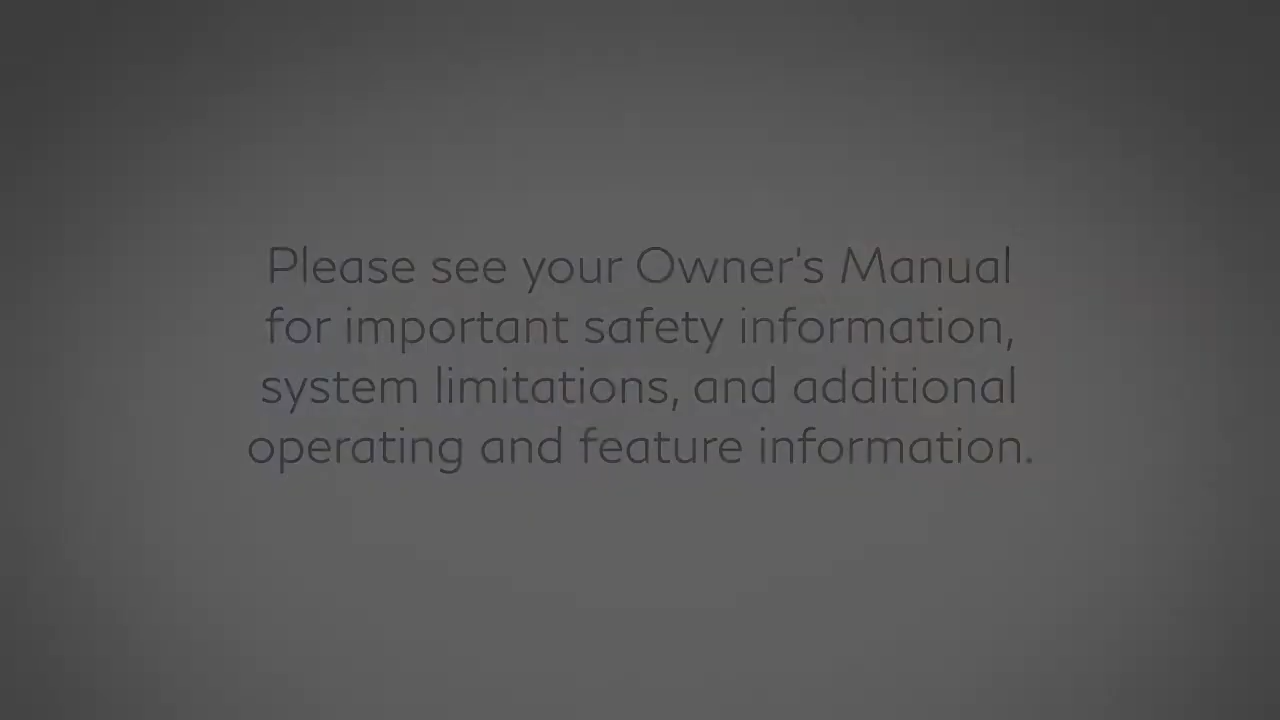 Please see your Owner's Manual
for important safety information,
system limitations, and additional
operating and feature information.